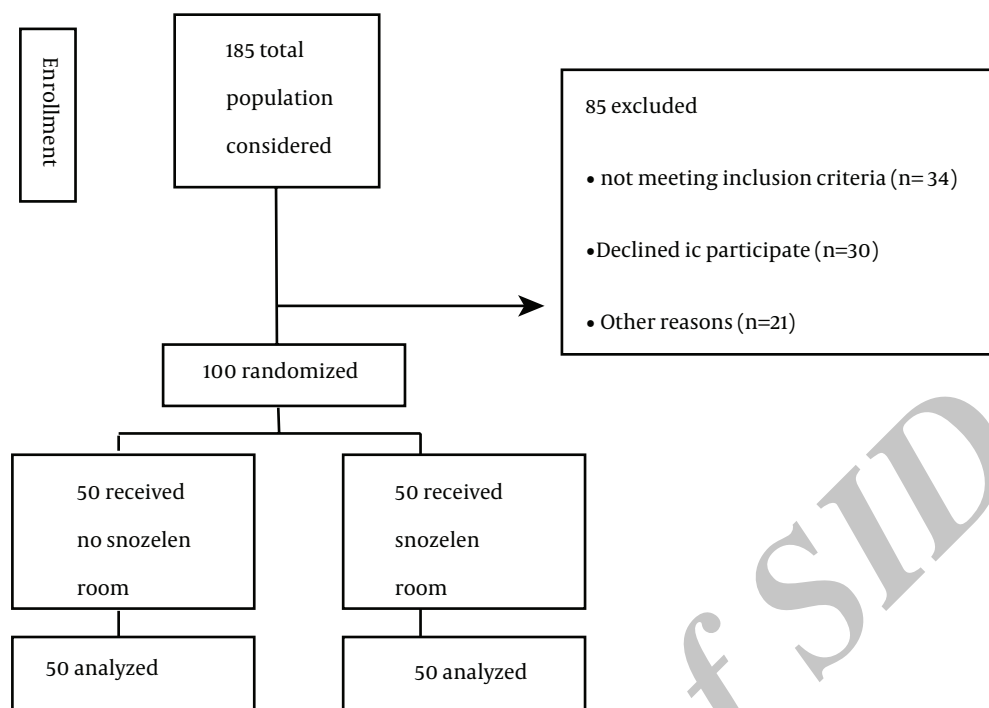 Enrollment
185 total
population
considered
85 excluded
• not meeting inclusion criteria (n= 34)
•Declined ic participate (n=30)
• Other reasons (n=21)
100 randomized
50 received
no snozelen
room
50 received
snozelen
room
50 analyzed
50 analyzed
f SID